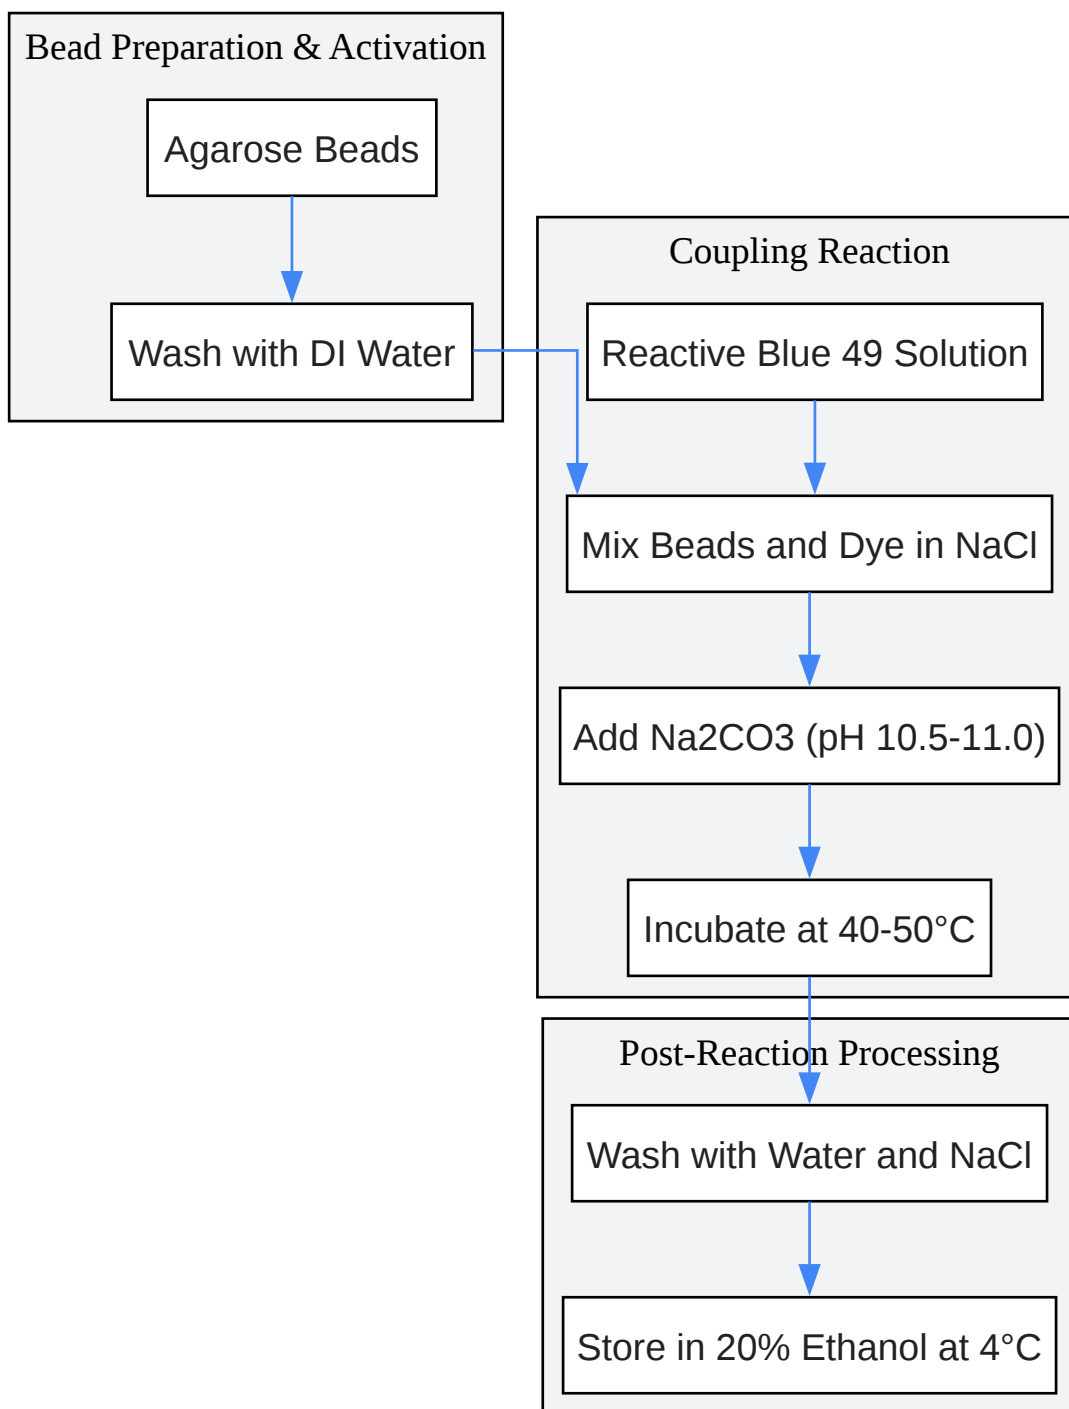 Bead Preparation & Activation
Agarose Beads
Wash with DI Water
Coupling Reaction
Reactive Blue 49 Solution
Mix Beads and Dye in NaCl
Add Na2CO3 (pH 10.5-11.0)
Incubate at 40-50°C
Post-Reaction Processing
Wash with Water and NaCl
Store in 20% Ethanol at 4°C